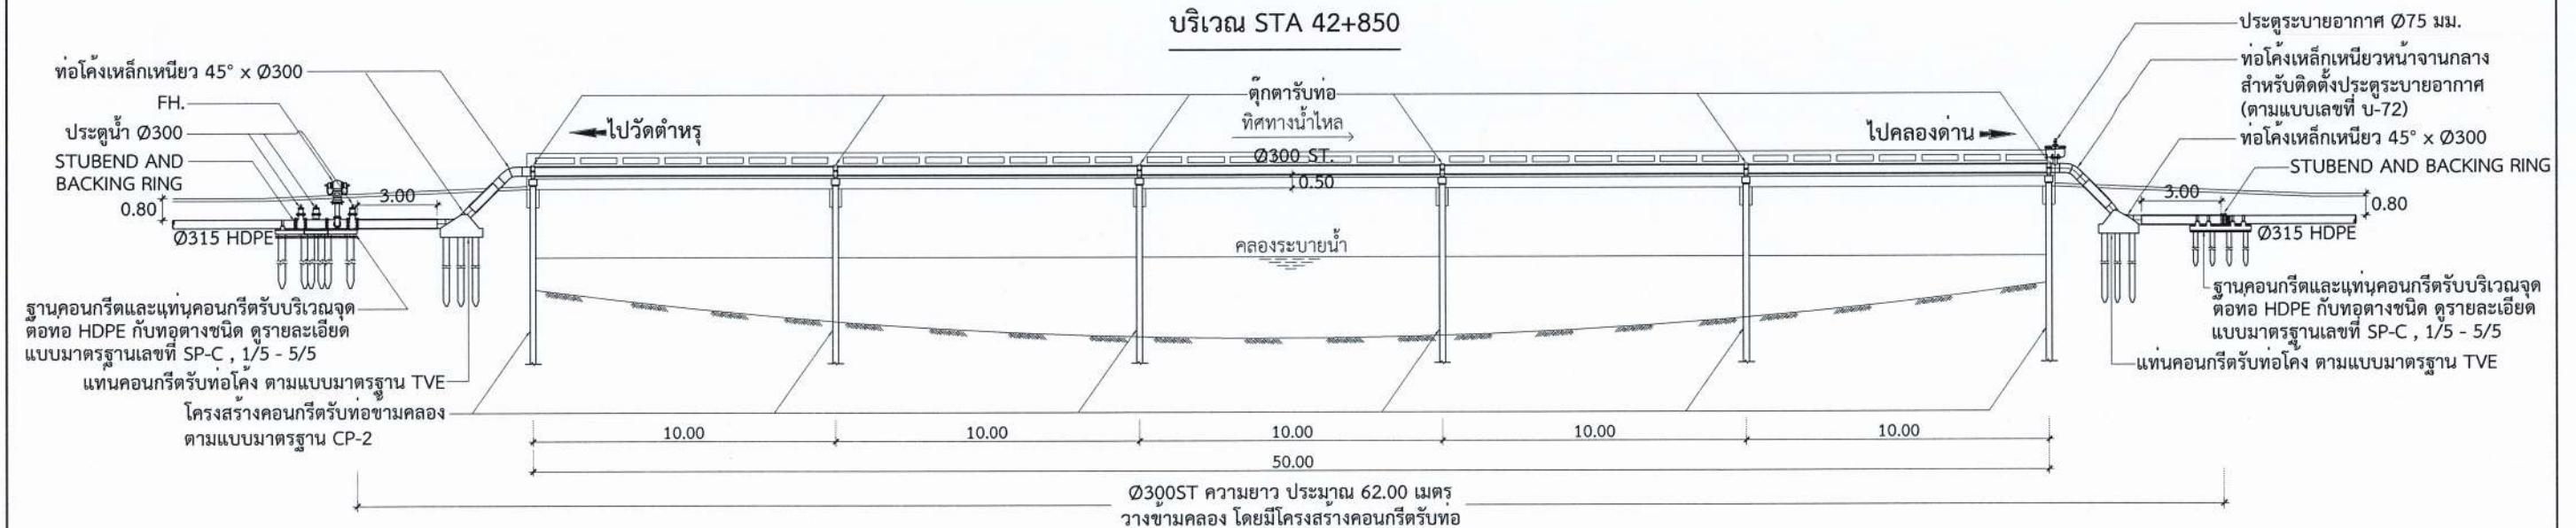 บริเวณ STA 42+850
ท่อโค้งเหล็กเหนียว 45° x Ø300
FH.
ประตูน้ำ Ø300
STUBEND AND
BACKING RING
0.80
3.00
Ø315 HDPE
ฐานคอนกรีตและแท่นคอนกรีตรับบริเวณจุด
ต่อท่อ HDPE กับท่อต่างชนิด ดูรายละเอียด
แบบมาตรฐานเลขที่ SP-C , 1/5 - 5/5
แท่นคอนกรีตรับท่อโค้ง ตามแบบมาตรฐาน TVE
โครงสร้างคอนกรีตรับท่อข้ามคลอง
ตามแบบมาตรฐาน CP-2
ไปวัดตำหรุ
ตุ๊กตารับท่อ
ทิศทางน้ำไหล
Ø300 ST.
0.50
คลองระบายน้ำ
ไปคลองด่าน
ประตูระบายอากาศ Ø75 มม.
ท่อโค้งเหล็กเหนียวหน้าจานกลาง
สำหรับติดตั้งประตูระบายอากาศ
(ตามแบบเลขที่ บ-72)
ท่อโค้งเหล็กเหนียว 45° x Ø300
STUBEND AND BACKING RING
3.00
0.80
Ø315 HDPE
ฐานคอนกรีตและแท่นคอนกรีตรับบริเวณจุด
ต่อท่อ HDPE กับท่อต่างชนิด ดูรายละเอียด
แบบมาตรฐานเลขที่ SP-C , 1/5 - 5/5
แท่นคอนกรีตรับท่อโค้ง ตามแบบมาตรฐาน TVE
10.00
10.00
10.00
10.00
10.00
50.00
Ø300ST ความยาว ประมาณ 62.00 เมตร
วางข้ามคลอง โดยมีโครงสร้างคอนกรีตรับท่อ